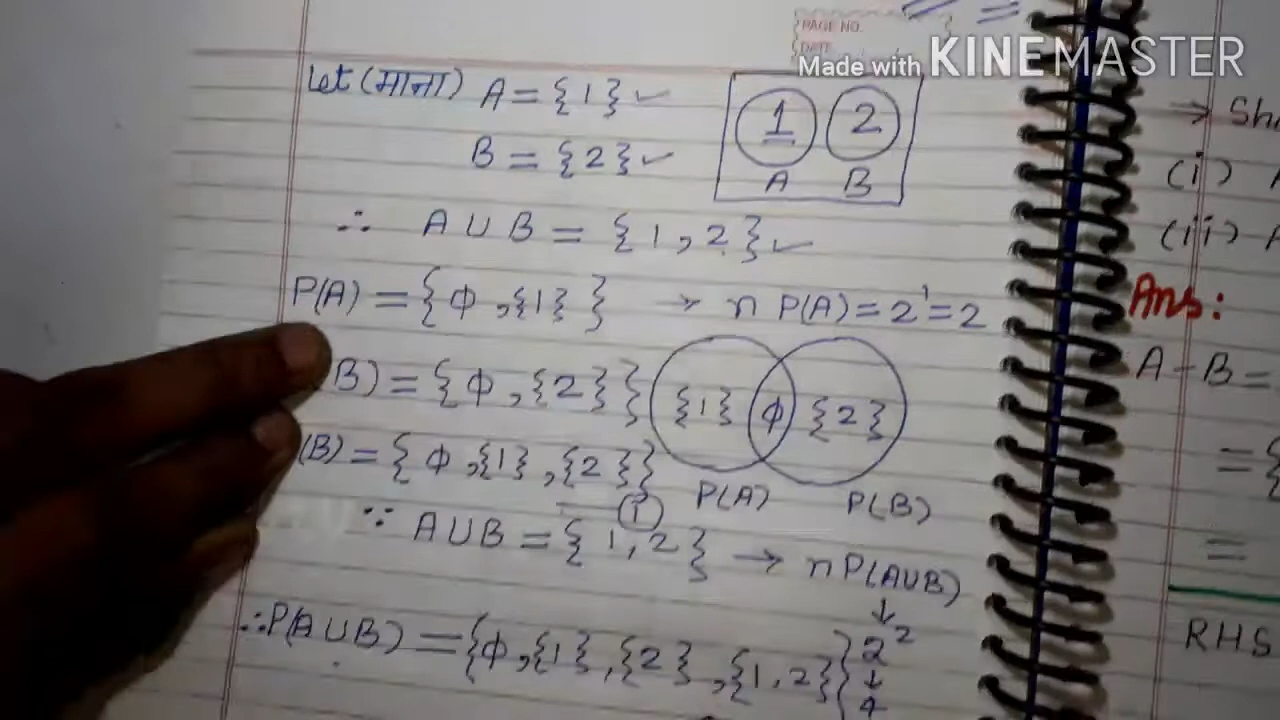 PAGE NO.
DATE
Made with KINEMASTER
Let (माना) A = {1} ✓
B = {2} ✓
1 2
A B
∴ A ∪ B = {1, 2} ✓
P(A) = {ϕ, {1}} → n P(A) = 2¹ = 2
(B) = {ϕ, {2}}
{1} ϕ {2}
P(A) P(B)
(B) = {ϕ, {1}, {2}}
①
∵ A ∪ B = {1, 2} → n P(A∪B)
↓
2²
↓
4
∴ P(A ∪ B) = {ϕ, {1}, {2}, {1, 2}}
→ Sh
(i) A
(ii) A
Ans:
A - B =
= {
=
RHS